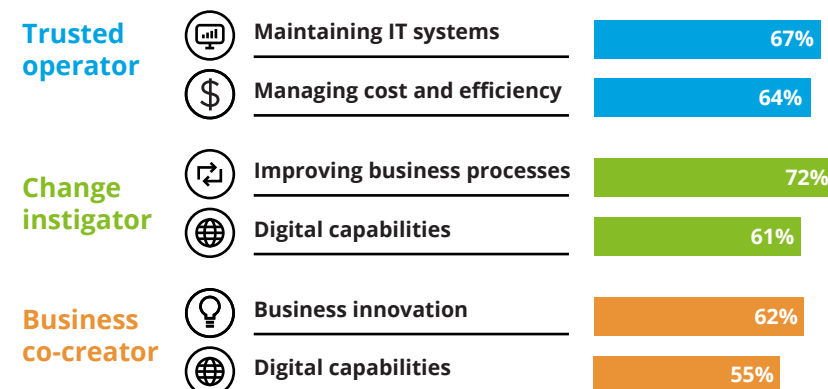 Trusted
operator
Maintaining IT systems
67%
Managing cost and efficiency
64%
Change
instigator
Improving business processes
72%
Digital capabilities
61%
Business
co-creator
Business innovation
62%
Digital capabilities
55%